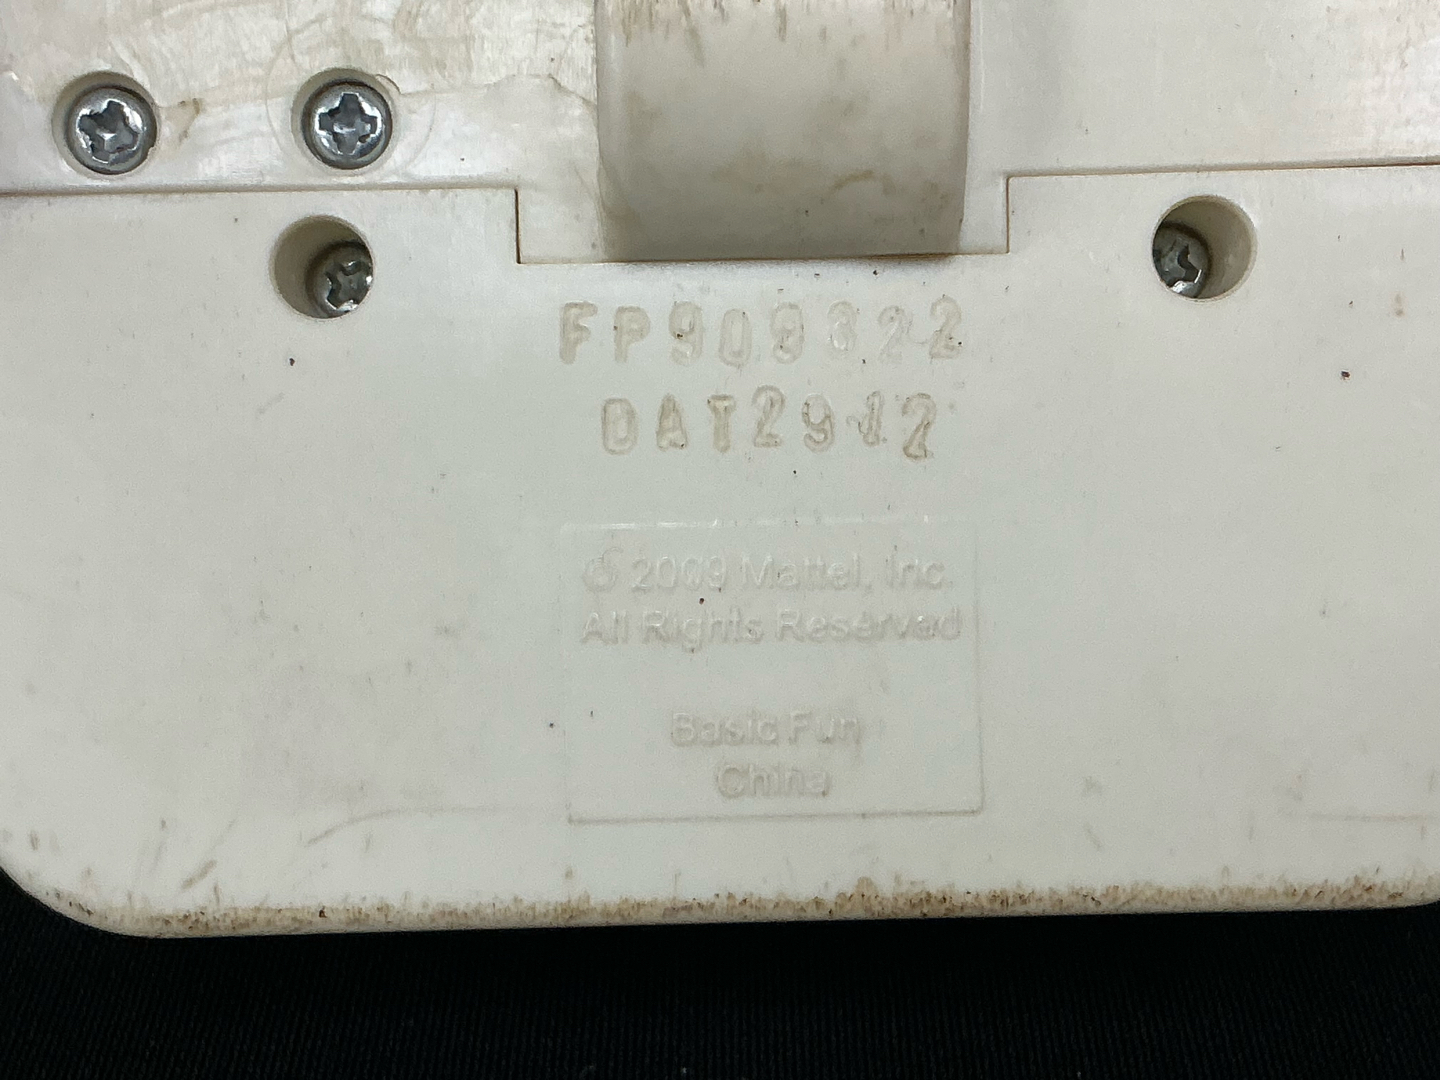 FP909322
DAT2912
© 2009 Mattel, Inc.
All Rights Reserved
Basic Fun
China